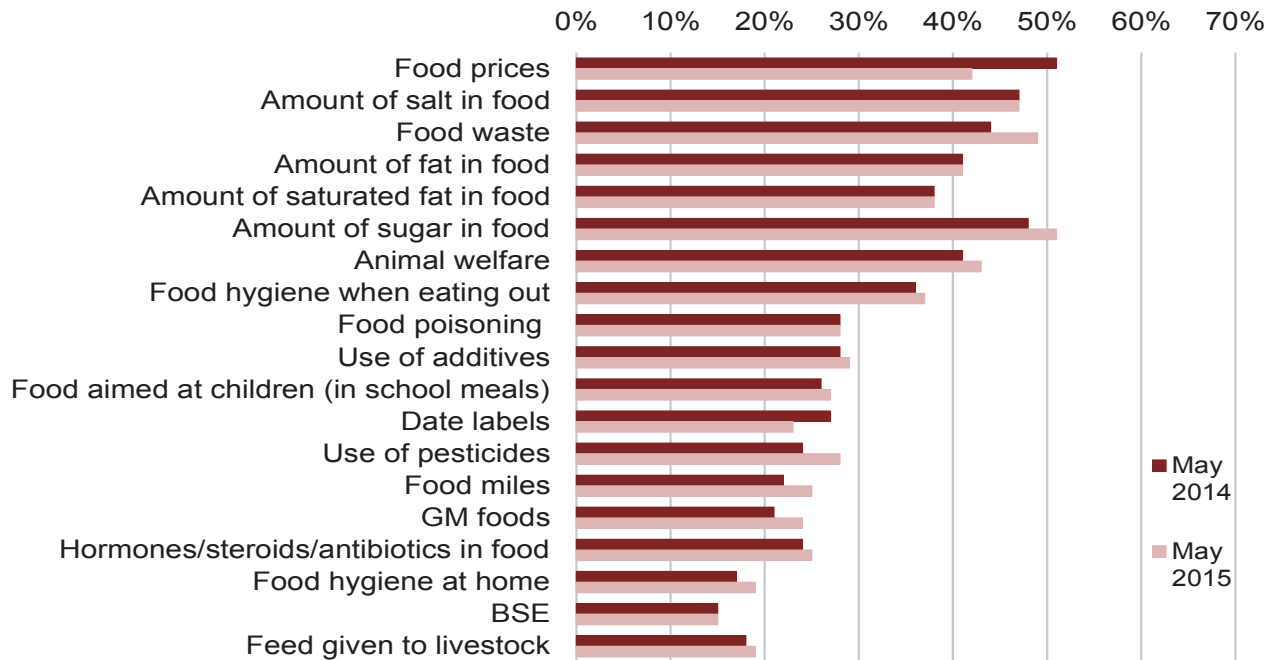 0% 10% 20% 30% 40% 50% 60% 70%
Food prices
Amount of salt in food
Food waste
Amount of fat in food
Amount of saturated fat in food
Amount of sugar in food
Animal welfare
Food hygiene when eating out
Food poisoning
Use of additives
Food aimed at children (in school meals)
Date labels
Use of pesticides
Food miles
GM foods
Hormones/steroids/antibiotics in food
Food hygiene at home
BSE
Feed given to livestock
May
2014
May
2015